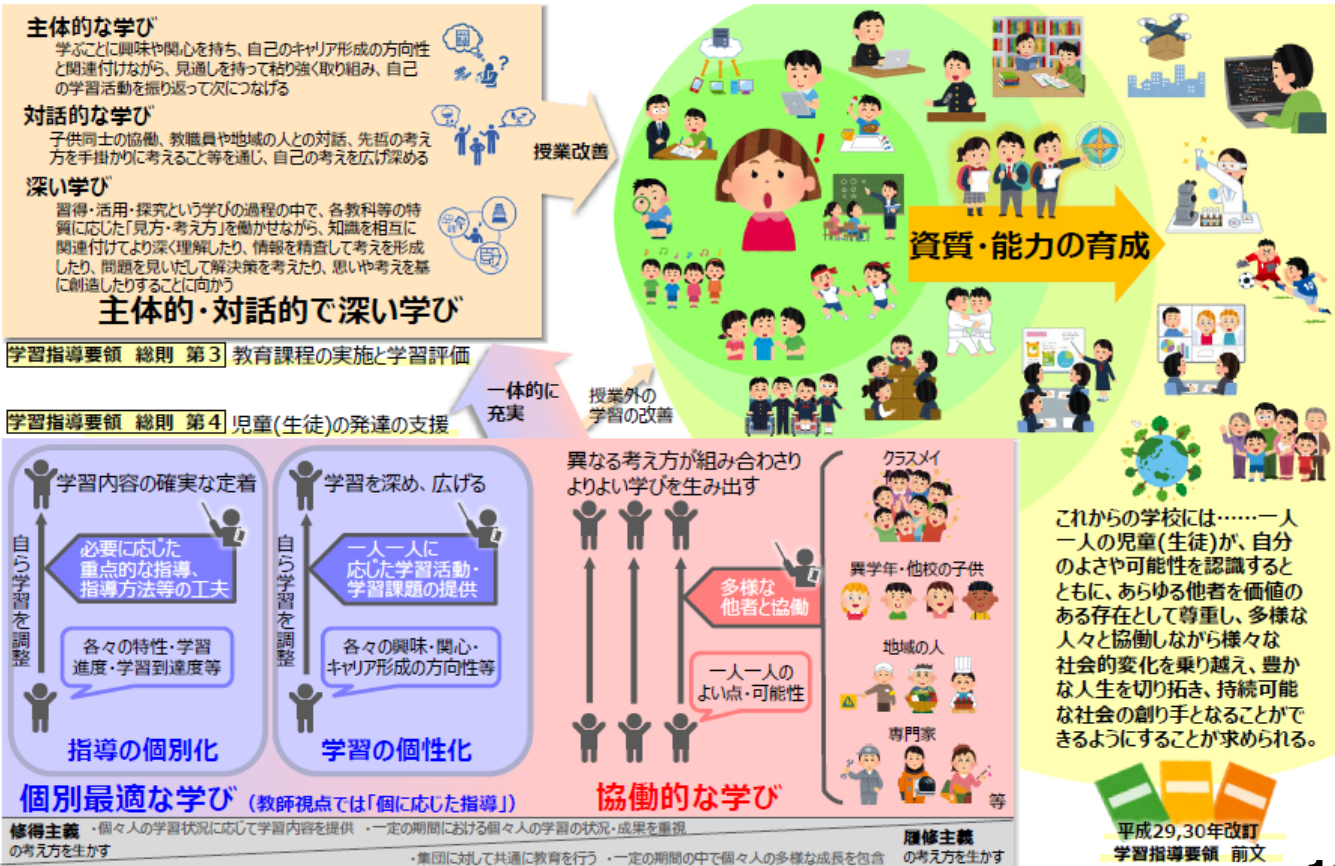 主体的な学び
学ぶことに興味や関心を持ち、自己のキャリア形成の方向性
と関連付けながら、見通しを持って粘り強く取り組み、自己
の学習活動を振り返って次につなげる
対話的な学び
子供同士の協働、教職員や地域の人との対話、先哲の考え
方を手掛かりに考えること等を通じ、自己の考えを広げ深める
深い学び
習得・活用・探究という学びの過程の中で、各教科等の特
質に応じた「見方・考え方」を働かせながら、知識を相互に
関連付けてより深く理解したり、情報を精査して考えを形成
したり、問題を見いだして解決策を考えたり、思いや考えを基
に創造したりすることに向かう
主体的・対話的で深い学び
授業改善
資質・能力の育成
学習指導要領 総則 第3 教育課程の実施と学習評価
一体的に
充実
授業外の
学習の改善
学習指導要領 総則 第4 児童(生徒)の発達の支援
学習内容の確実な定着
自ら学習を調整
必要に応じた
重点的な指導、
指導方法等の工夫
各々の特性・学習
進度・学習到達度等
指導の個別化
学習を深め、広げる
自ら学習を調整
一人一人に
応じた学習活動・
学習課題の提供
各々の興味・関心・
キャリア形成の方向性等
学習の個性化
個別最適な学び (教師視点では「個に応じた指導」)
異なる考え方が組み合わさり
よりよい学びを生み出す
多様な
他者と協働
一人一人の
よい点・可能性
協働的な学び
クラスメイ
異学年・他校の子供
地域の人
専門家
等
これからの学校には……一人
一人の児童(生徒)が、自分
のよさや可能性を認識すると
ともに、あらゆる他者を価値の
ある存在として尊重し、多様な
人々と協働しながら様々な
社会的変化を乗り越え、豊か
な人生を切り拓き、持続可能
な社会の創り手となることがで
きるようにすることが求められる。
平成29,30年改訂
学習指導要領 前文
修得主義
の考え方を生かす
・個々人の学習状況に応じて学習内容を提供 ・一定の期間における個々人の学習の状況・成果を重視
・集団に対して共通に教育を行う ・一定の期間の中で個々人の多様な成長を包含
履修主義
の考え方を生かす